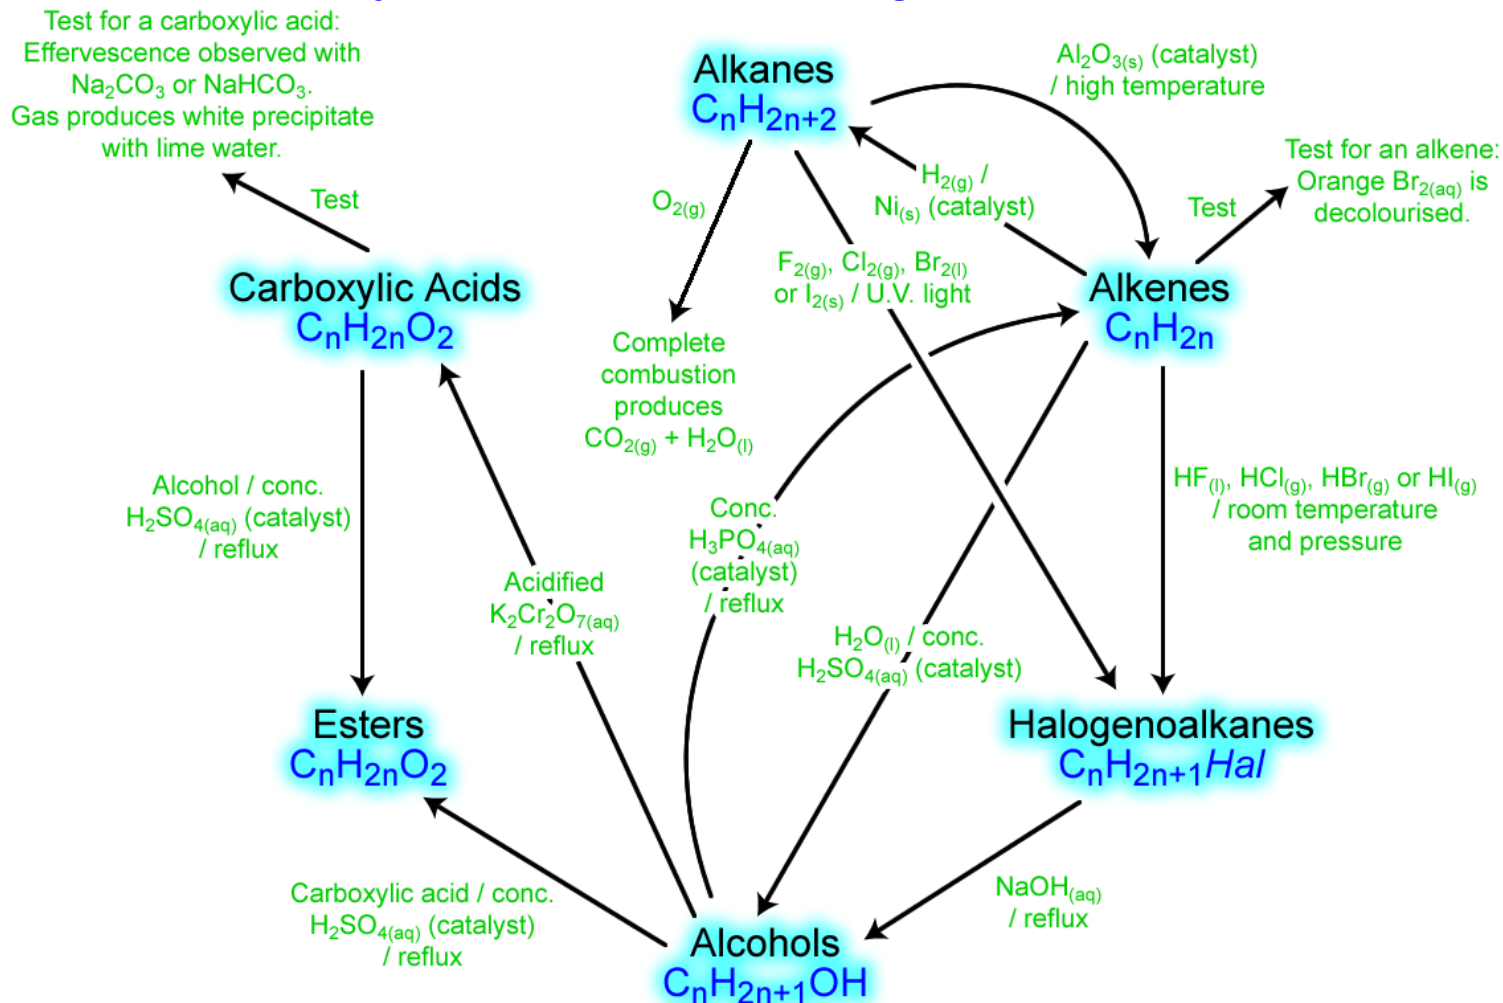 Test for a carboxylic acid:
Effervescence observed with
Na₂CO₃ or NaHCO₃.
Gas produces white precipitate
with lime water.
Test
Alkanes
CₙH₂ₙ₊₂
Al₂O₃₍ₛ₎ (catalyst)
/ high temperature
Test for an alkene:
Orange Br₂(aq) is
decolourised.
Test
O₂(g)
H₂(g) /
Ni(s) (catalyst)
F₂(g), Cl₂(g), Br₂(l)
or I₂(s) / U.V. light
Carboxylic Acids
CₙH₂ₙO₂
Alkenes
CₙH₂ₙ
Complete
combustion
produces
CO₂(g) + H₂O(l)
Alcohol / conc.
H₂SO₄(aq) (catalyst)
/ reflux
Acidified
K₂Cr₂O₇(aq)
/ reflux
Conc.
H₃PO₄(aq)
(catalyst)
/ reflux
HF(l), HCl(g), HBr(g) or HI(g)
/ room temperature
and pressure
H₂O(l) / conc.
H₂SO₄(aq) (catalyst)
Esters
CₙH₂ₙO₂
Halogenoalkanes
CₙH₂ₙ₊₁Hal
Carboxylic acid / conc.
H₂SO₄(aq) (catalyst)
/ reflux
NaOH(aq)
/ reflux
Alcohols
CₙH₂ₙ₊₁OH